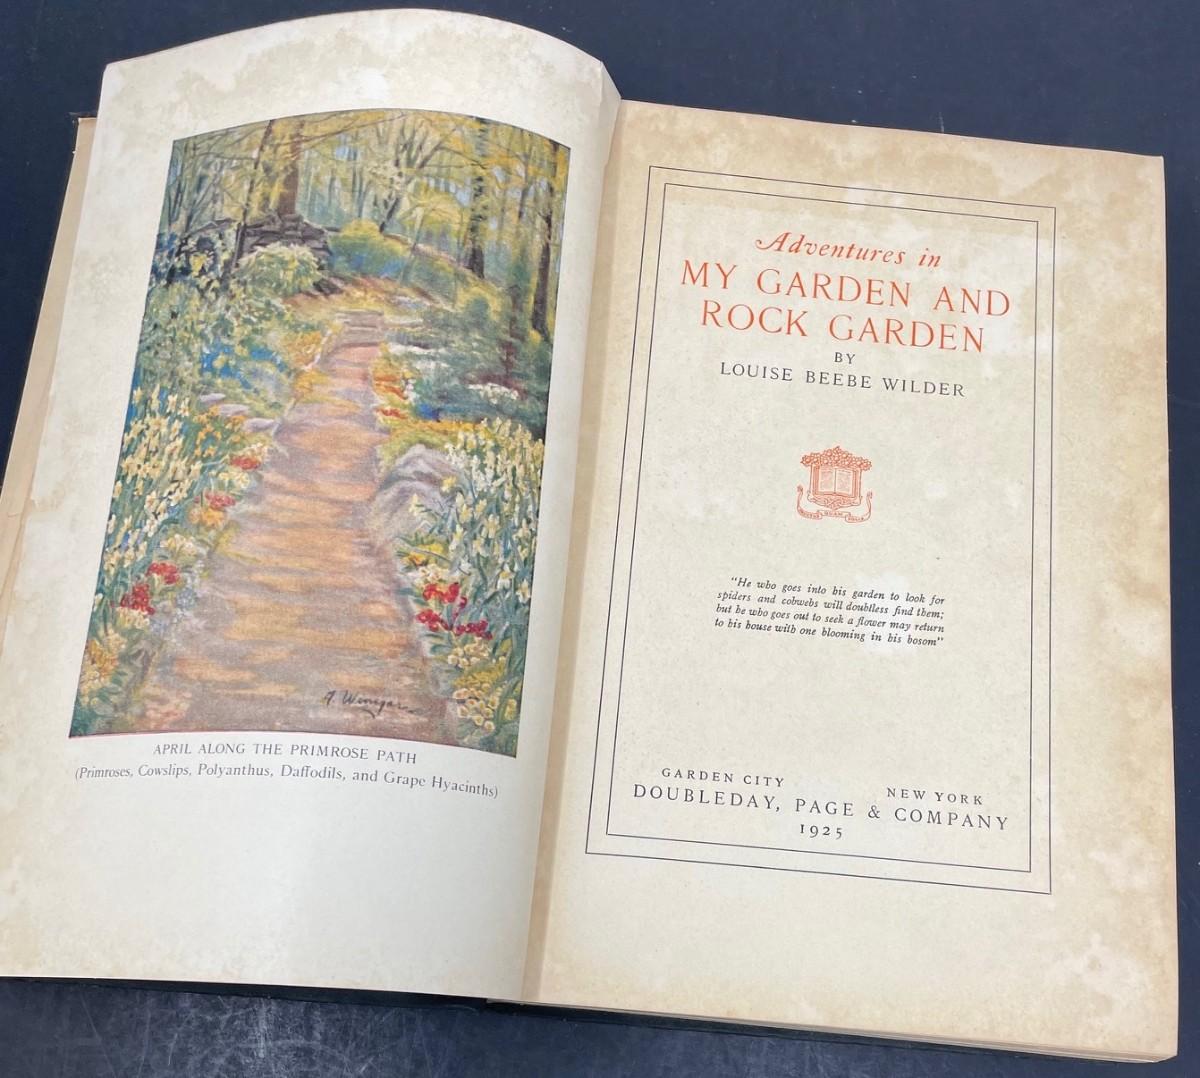 A. Winegar
APRIL ALONG THE PRIMROSE PATH
(Primroses, Cowslips, Polyanthus, Daffodils, and Grape Hyacinths)
Adventures in
MY GARDEN AND
ROCK GARDEN
BY
LOUISE BEEBE WILDER
"He who goes into his garden to look for
spiders and cobwebs will doubtless find them;
but he who goes out to seek a flower may return
to his house with one blooming in his bosom"
GARDEN CITY NEW YORK
DOUBLEDAY, PAGE & COMPANY
1925